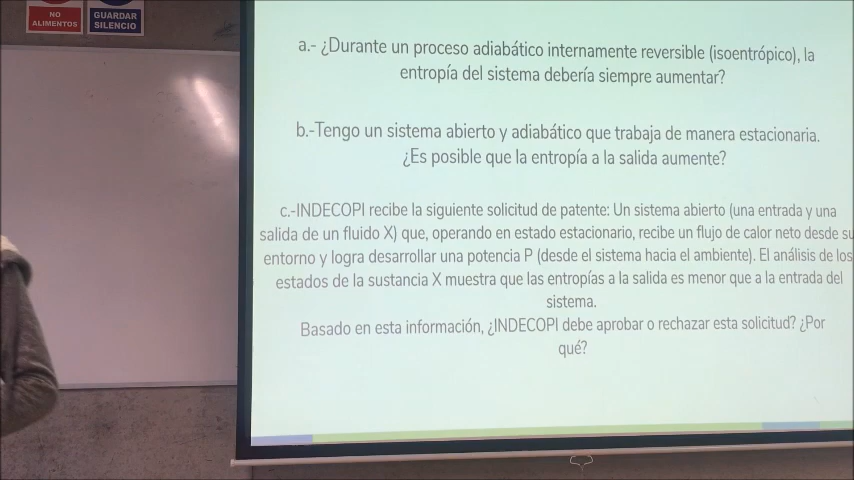 NO
ALIMENTOS
GUARDAR
SILENCIO
a.- ¿Durante un proceso adiabático internamente reversible (isoentrópico), la
entropía del sistema debería siempre aumentar?
b.-Tengo un sistema abierto y adiabático que trabaja de manera estacionaria.
¿Es posible que la entropía a la salida aumente?
c.-INDECOPI recibe la siguiente solicitud de patente: Un sistema abierto (una entrada y una
salida de un fluido X) que, operando en estado estacionario, recibe un flujo de calor neto desde su
entorno y logra desarrollar una potencia P (desde el sistema hacia el ambiente). El análisis de los
estados de la sustancia X muestra que las entropías a la salida es menor que a la entrada del
sistema.
Basado en esta información, ¿INDECOPI debe aprobar o rechazar esta solicitud? ¿Por
qué?